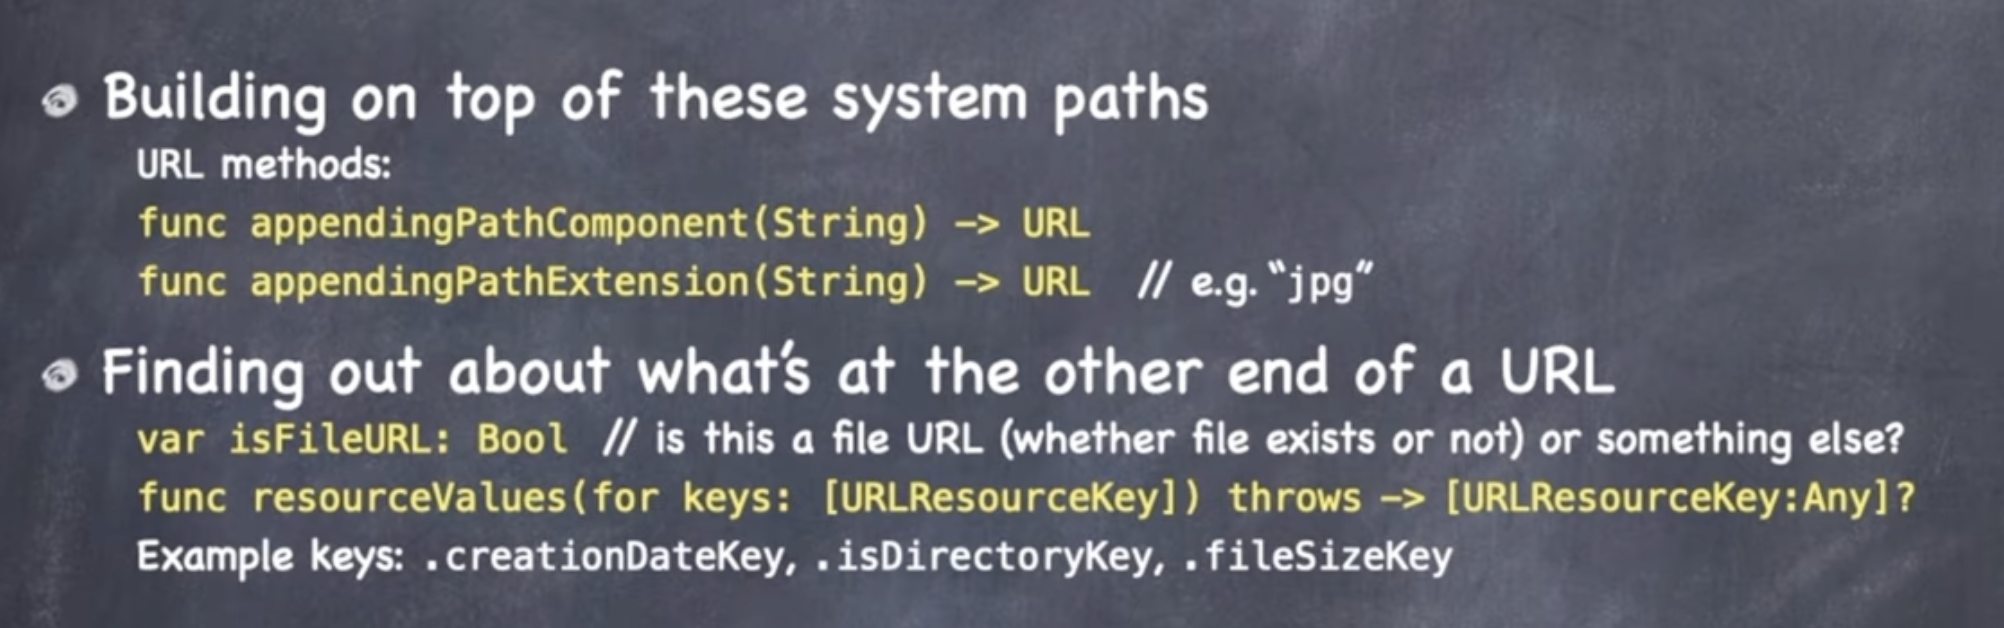 Building on top of these system paths
URL methods:
func appendingPathComponent(String) -> URL
func appendingPathExtension(String) -> URL // e.g. "jpg"
Finding out about what's at the other end of a URL
var isFileURL: Bool // is this a file URL (whether file exists or not) or something else?
func resourceValues(for keys: [URLResourceKey]) throws -> [URLResourceKey:Any]?
Example keys: .creationDateKey, .isDirectoryKey, .fileSizeKey